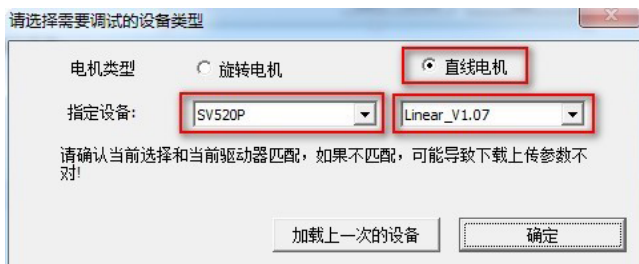 请选择需要调试的设备类型
电机类型 旋转电机 直线电机
指定设备: SV520P Linear_V1.07
请确认当前选择和当前驱动器匹配，如果不匹配，可能导致下载上传参数不
对!
加载上一次的设备 确定